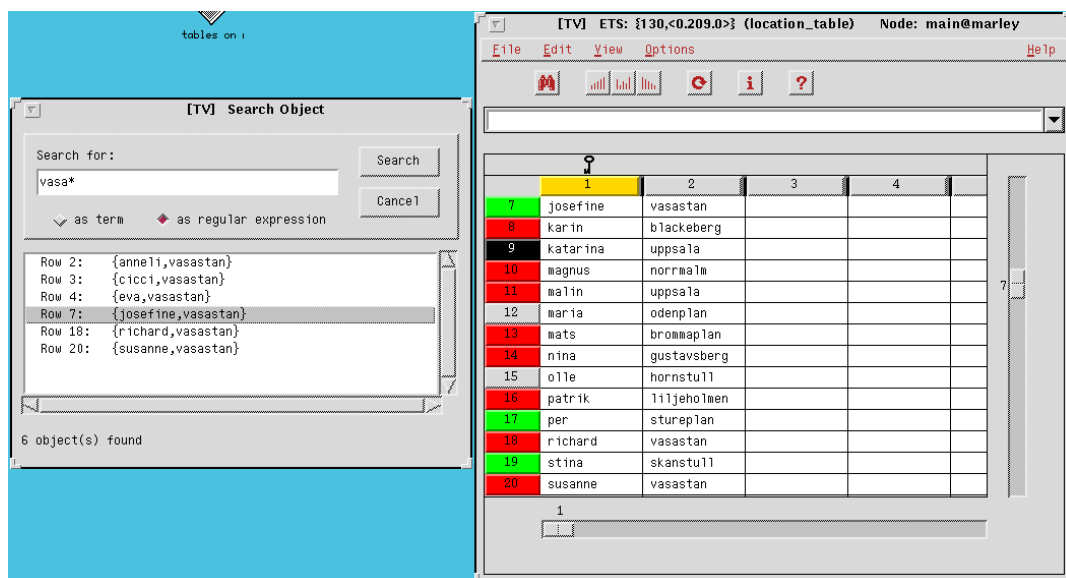 tables on
[TV] Search Object
Search for:
vasa*
Search
Cancel
as term
as regular expression
Row 2: {anneli,vasastan}
Row 3: {cicci,vasastan}
Row 4: {eva,vasastan}
Row 7: {josefine,vasastan}
Row 18: {richard,vasastan}
Row 20: {susanne,vasastan}
6 object(s) found
[TV] ETS: {130,<0.209.0>} (location_table) Node: main@marley
File Edit View Options Help
i ?
1 2 3 4
7 josefine vasastan
8 karin blackeberg
9 katarina uppsala
10 magnus norrmalm
11 malin uppsala
12 maria odenplan
13 mats brommaplan
14 nina gustavsberg
15 olle hornstull
16 patrik liljeholmen
17 per stureplan
18 richard vasastan
19 stina skanstull
20 susanne vasastan
7
1